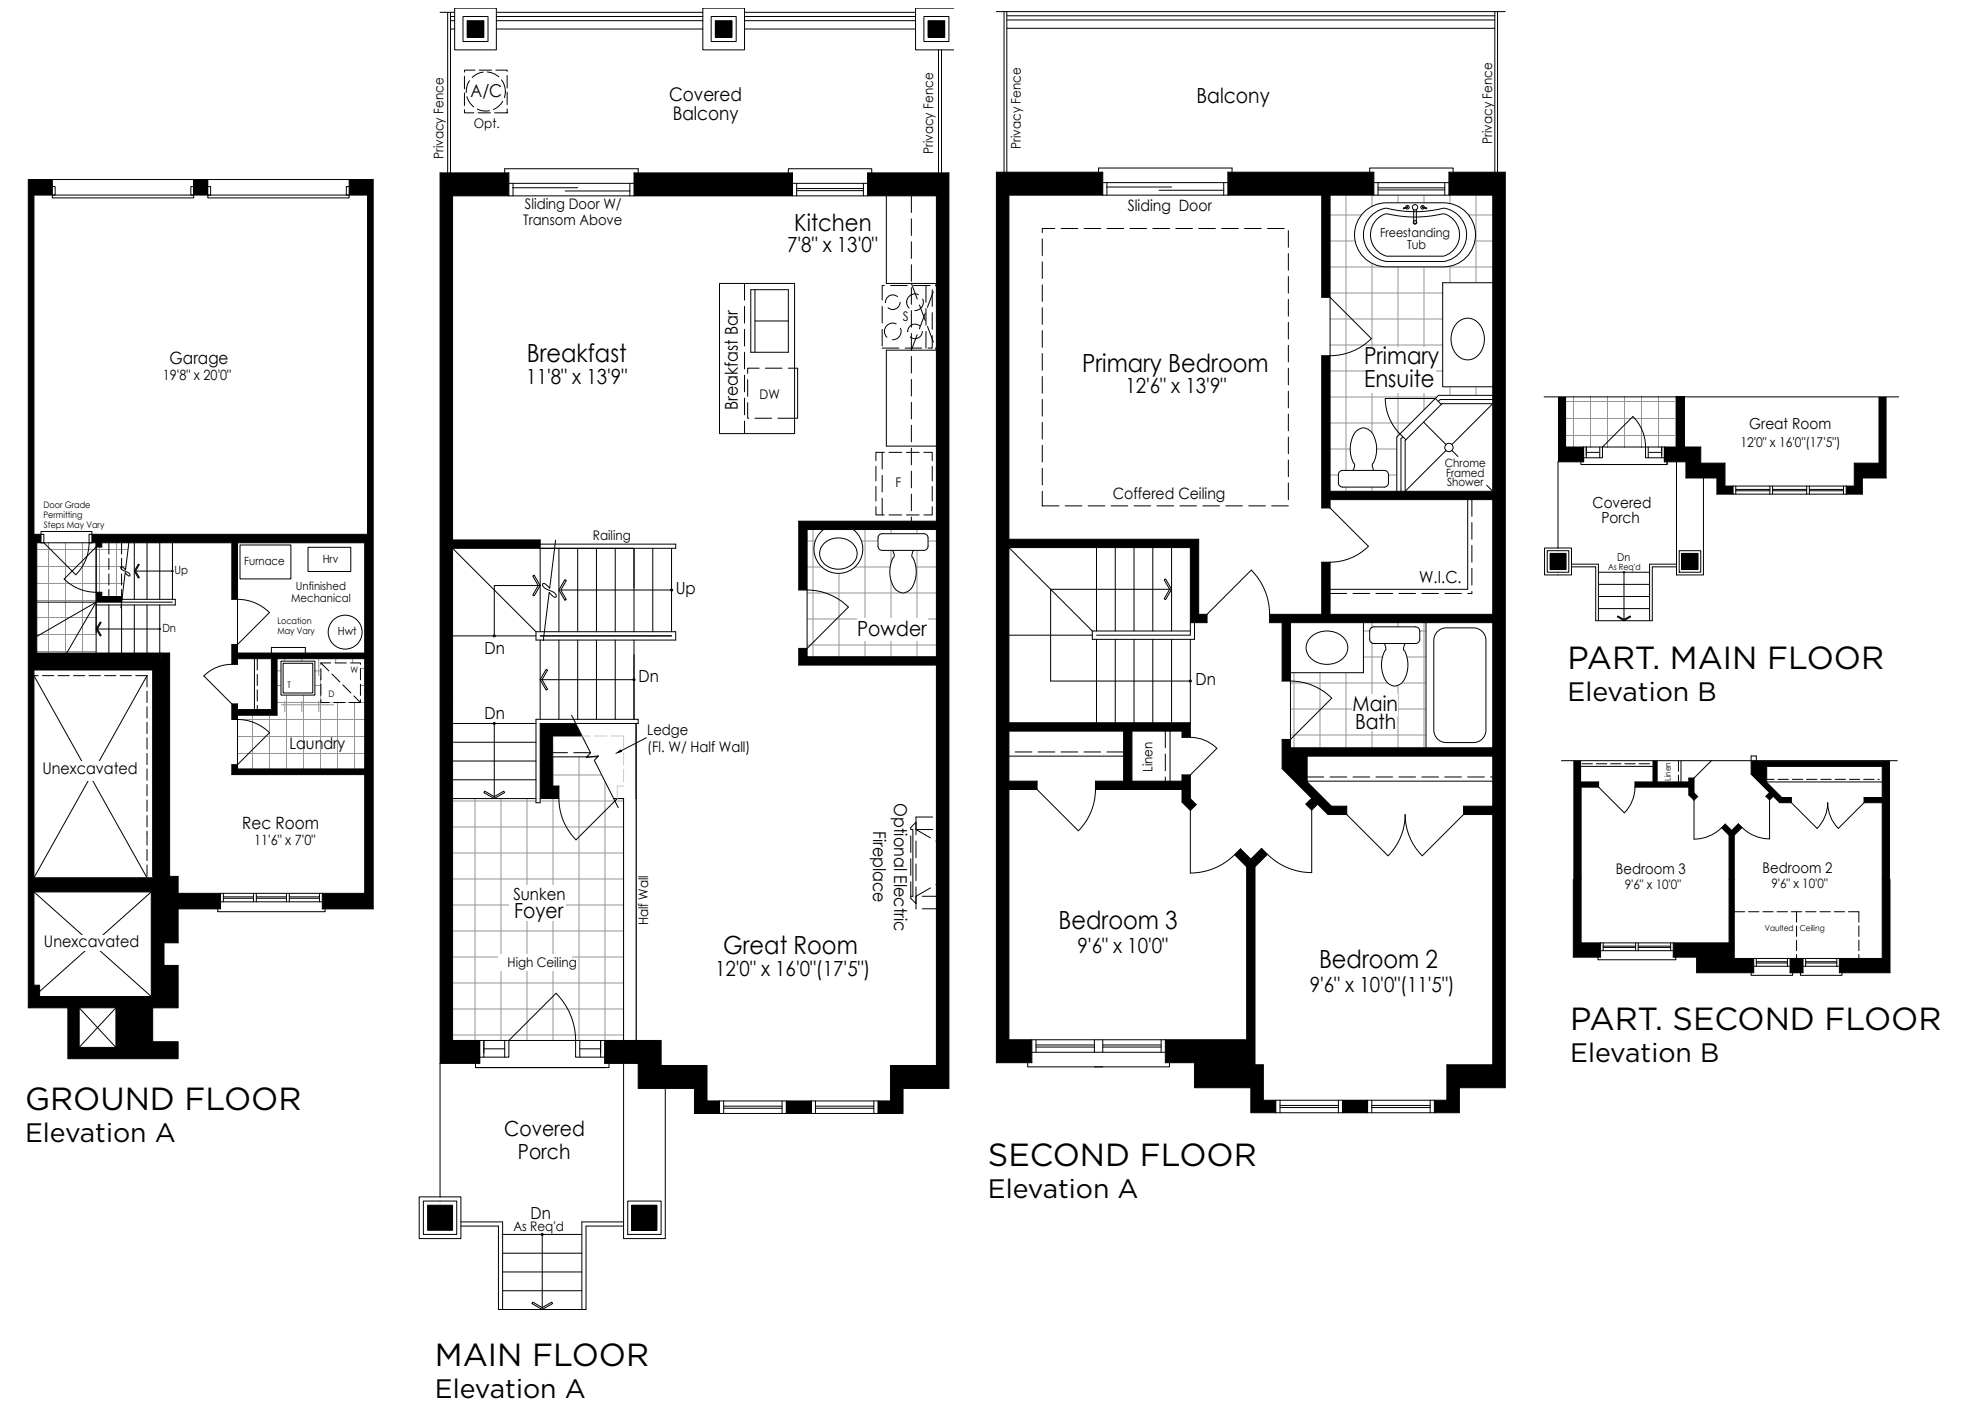 Garage
19'8" x 20'0"
Door Grade
Permitting
Steps May Vary
Up
Dn
Furnace
Hrv
Unfinished
Mechanical
Location
May Vary
Hwt
T
W
D
Laundry
Unexcavated
Rec Room
11'6" x 7'0"
Unexcavated
GROUND FLOOR
Elevation A
Privacy Fence
A/C
Opt.
Covered
Balcony
Privacy Fence
Sliding Door W/
Transom Above
Kitchen
7'8" x 13'0"
Breakfast
11'8" x 13'9"
Breakfast Bar
DW
S
F
Railing
Up
Dn
Powder
Dn
Dn
Ledge
(Fl. W/ Half Wall)
Optional Electric
Fireplace
Sunken
Foyer
Half Wall
High Ceiling
Great Room
12'0" x 16'0"(17'5")
Covered
Porch
Dn
As Req'd
MAIN FLOOR
Elevation A
Privacy Fence
Balcony
Privacy Fence
Sliding Door
Freestanding
Tub
Primary Bedroom
12'6" x 13'9"
Primary
Ensuite
Coffered Ceiling
Chrome
Framed
Shower
W.I.C.
Dn
Main
Bath
Linen
Bedroom 3
9'6" x 10'0"
Bedroom 2
9'6" x 10'0"(11'5")
SECOND FLOOR
Elevation A
Great Room
12'0" x 16'0"(17'5")
Covered
Porch
Dn
As Req'd
PART. MAIN FLOOR
Elevation B
Linen
Bedroom 3
9'6" x 10'0"
Bedroom 2
9'6" x 10'0"
Vaulted Ceiling
PART. SECOND FLOOR
Elevation B